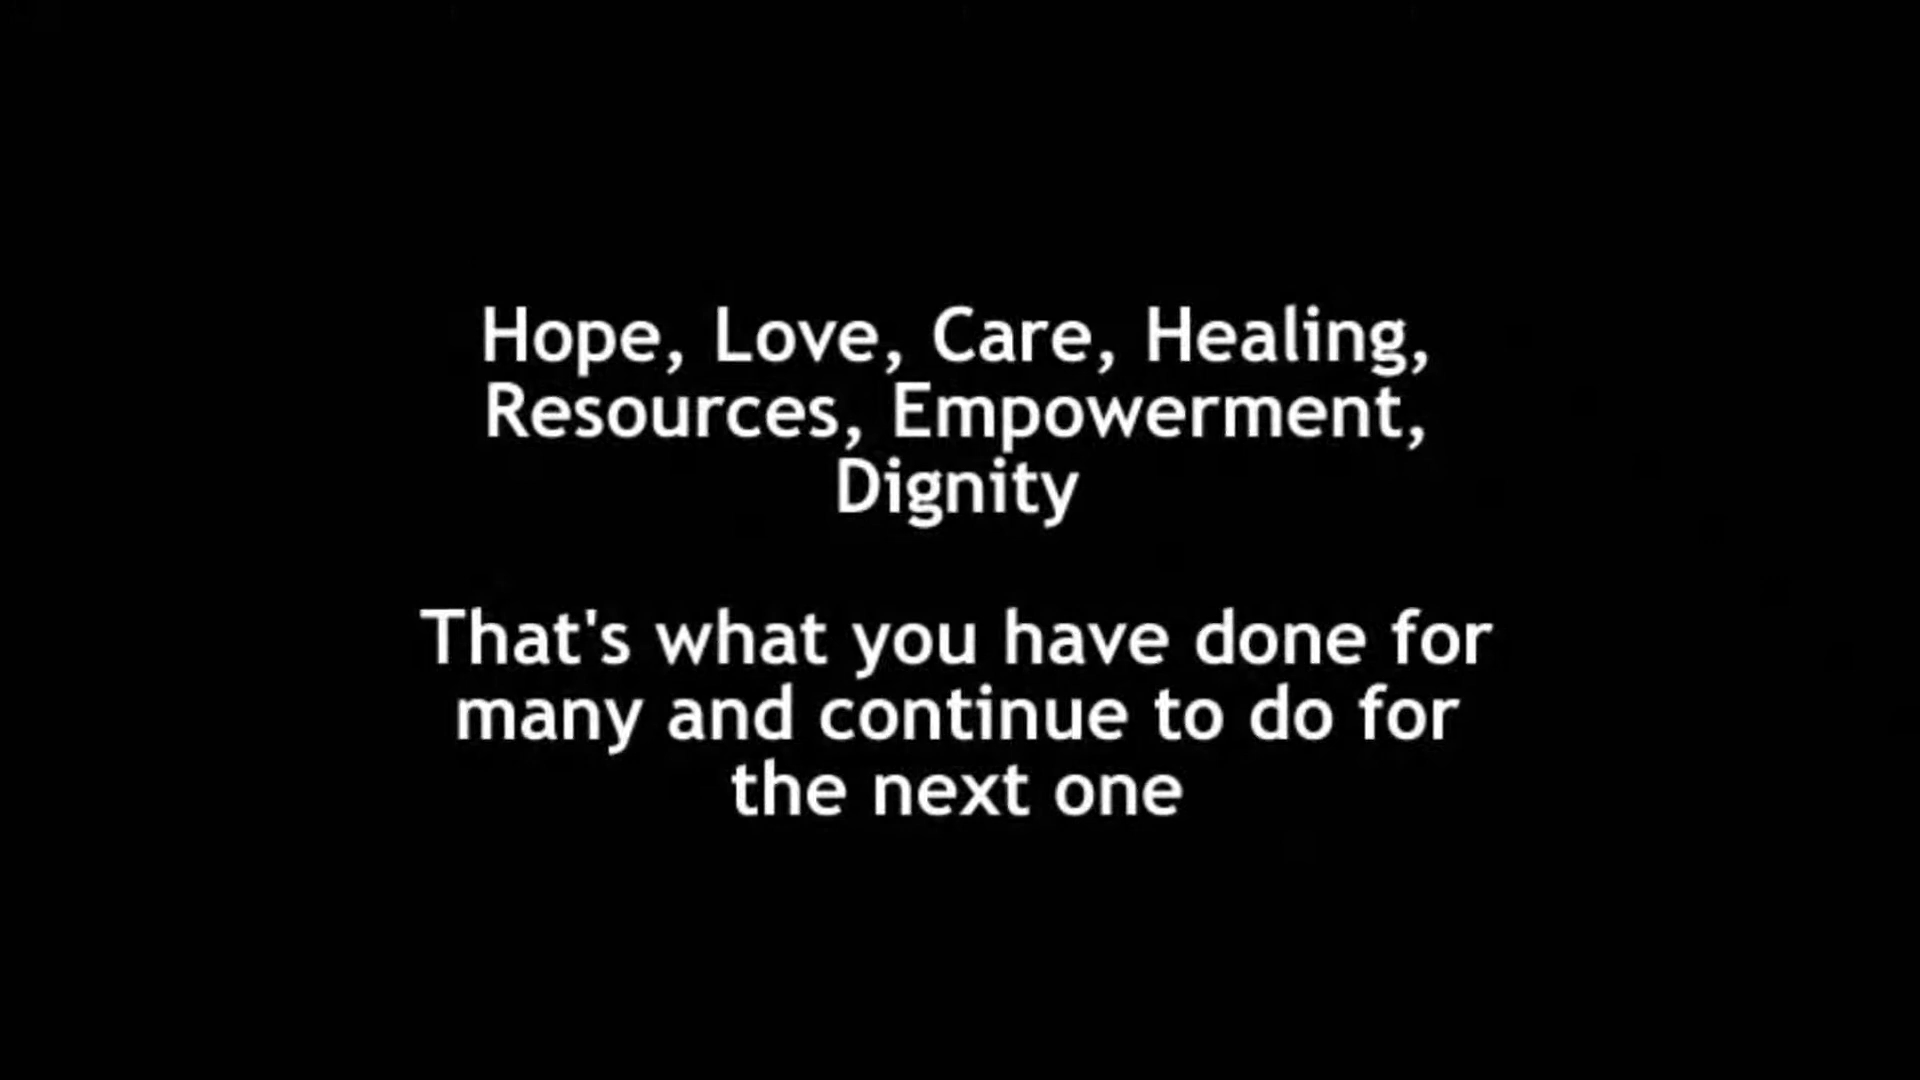 Hope, Love, Care, Healing,
Resources, Empowerment,
Dignity
That's what you have done for
many and continue to do for
the next one